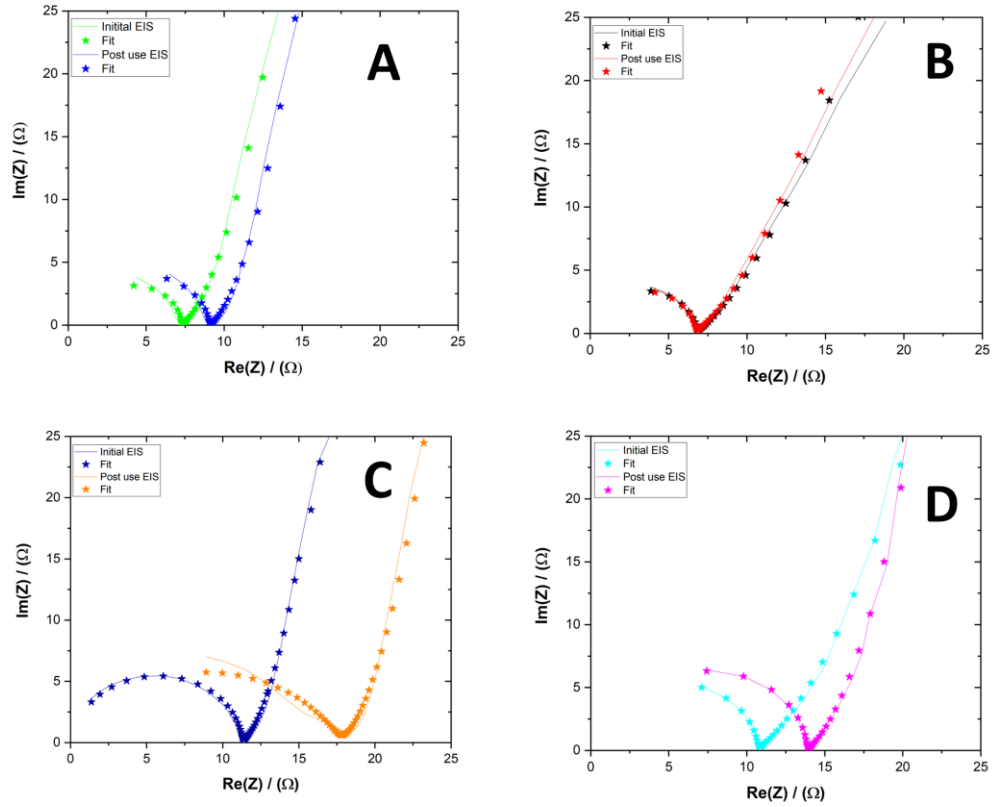 Initital EIS
Fit
Post use EIS
Fit
A
25
20
15
10
5
0
Im(Z) / (Ω)
0 5 10 15 20 25
Re(Z) / (Ω)
Initial EIS
Fit
Post use EIS
Fit
B
25
20
15
10
5
0
Im(Z) / (Ω)
0 5 10 15 20 25
Re(Z) / (Ω)
Initial EIS
Fit
Post use EIS
Fit
C
25
20
15
10
5
0
Im(Z) / (Ω)
0 5 10 15 20 25
Re(Z) / (Ω)
Initial EIS
Fit
Post use EIS
Fit
D
25
20
15
10
5
0
Im(Z) / (Ω)
0 5 10 15 20 25
Re(Z) / (Ω)